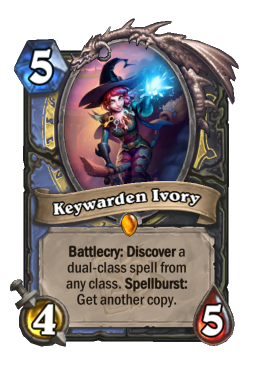 5
Keywarden Ivory
Battlecry: Discover a
dual-class spell from
any class. Spellburst:
Get another copy.
4
5